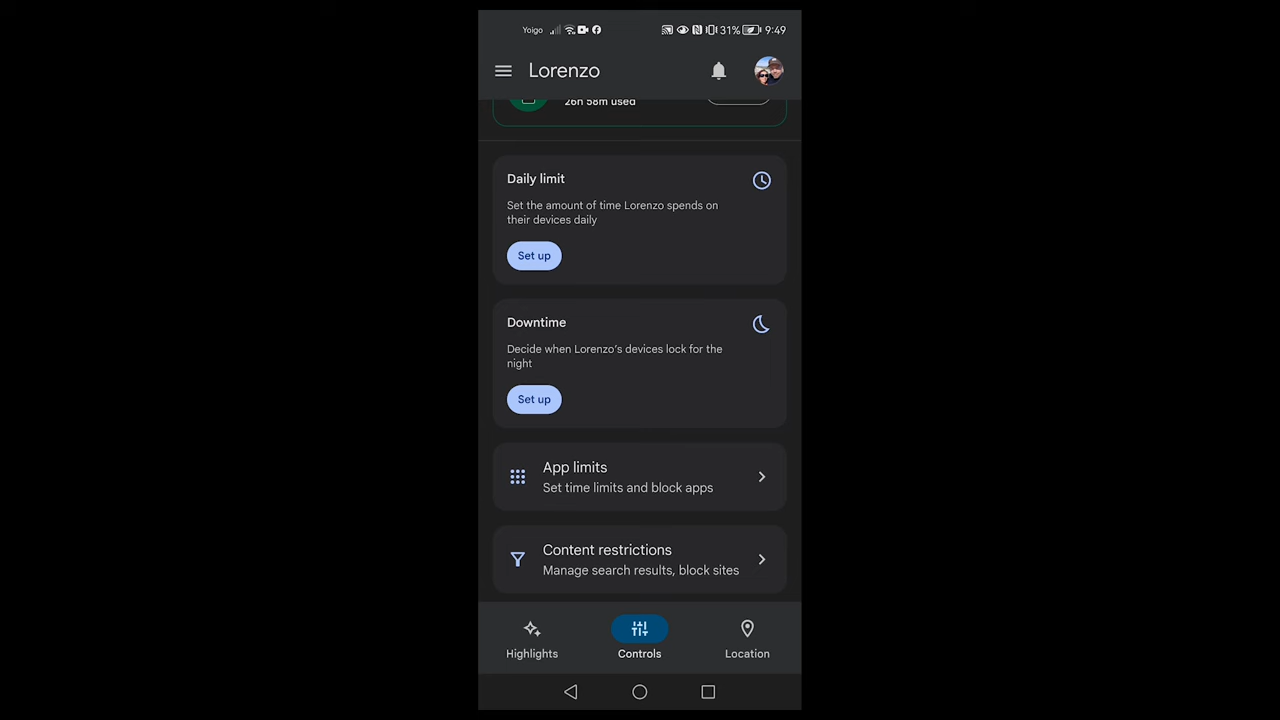 Yoigo 31% 9:49
Lorenzo
26h 58m used
Daily limit
Set the amount of time Lorenzo spends on
their devices daily
Set up
Downtime
Decide when Lorenzo's devices lock for the
night
Set up
App limits
Set time limits and block apps
Content restrictions
Manage search results, block sites
Highlights
Controls
Location